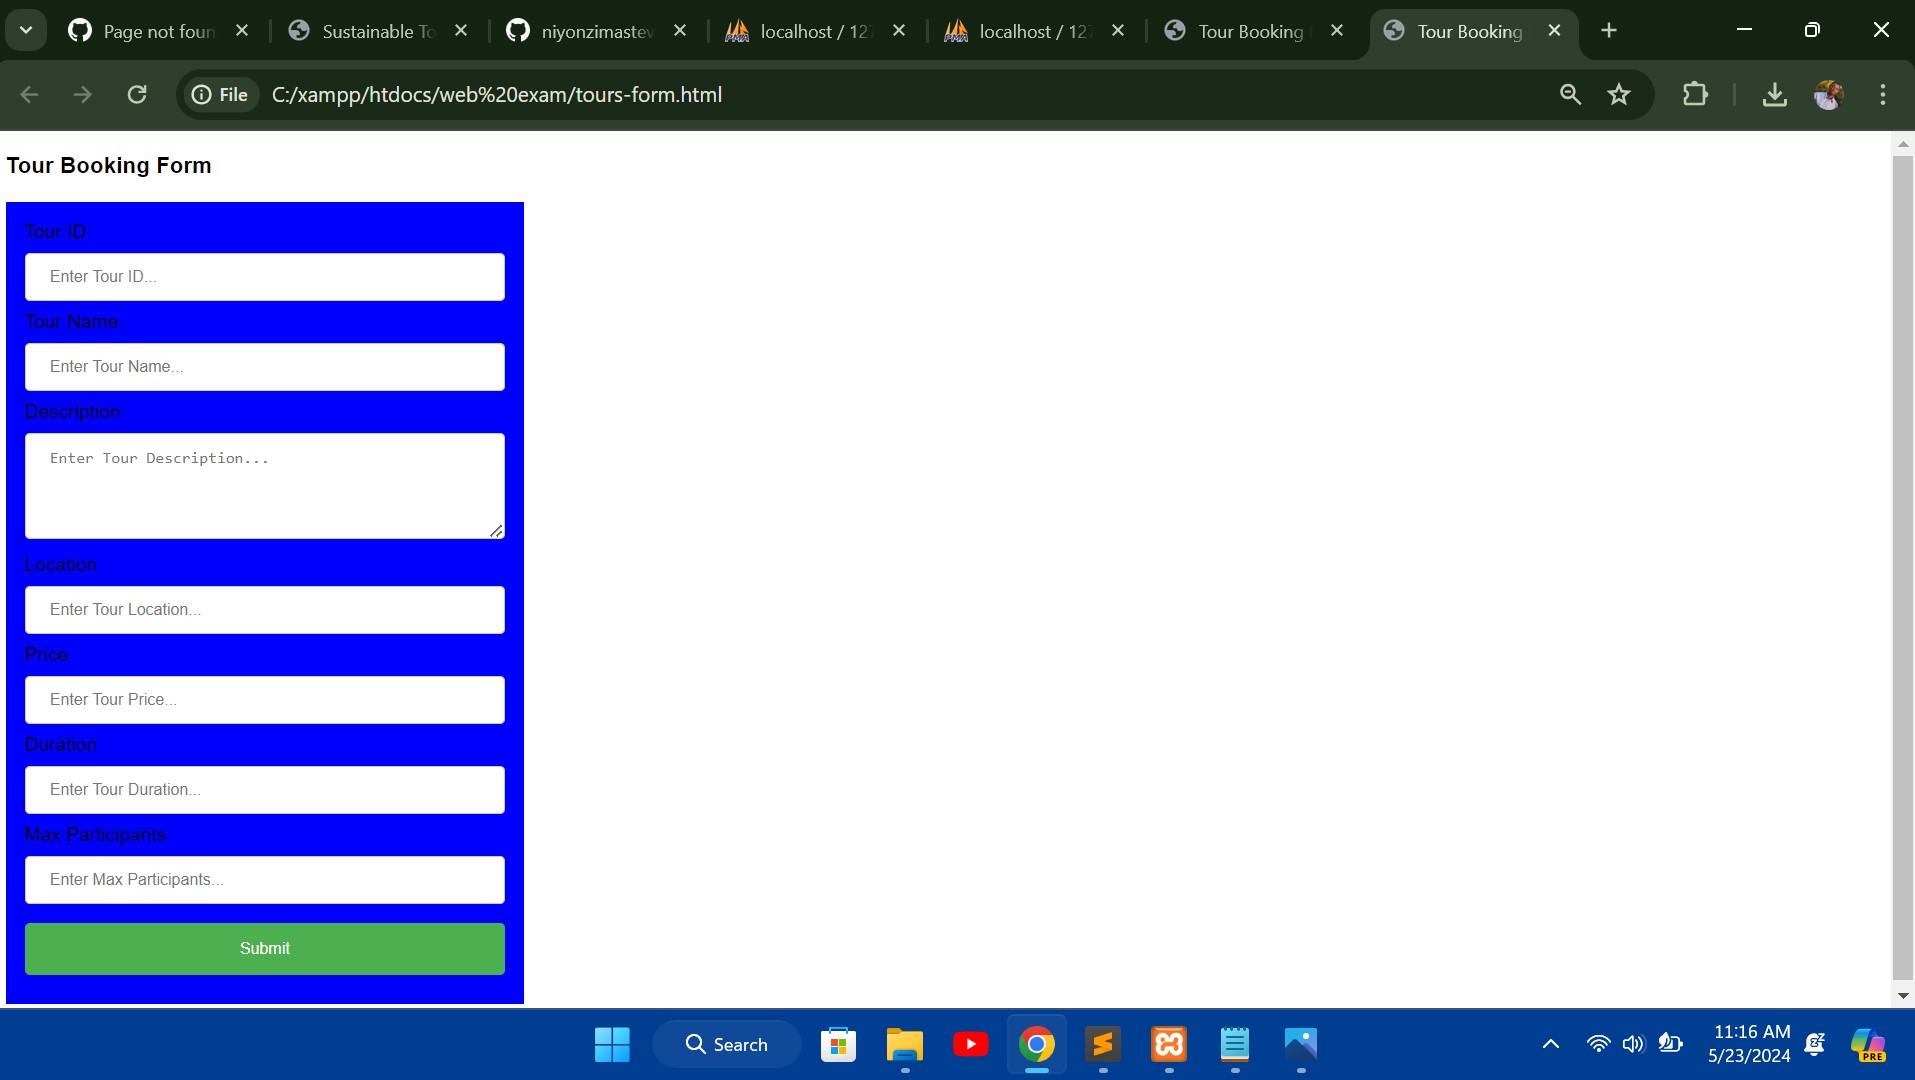 Page not foun
Sustainable To
niyonzimastev
localhost / 127
localhost / 127
Tour Booking
Tour Booking
File
C:/xampp/htdocs/web%20exam/tours-form.html
Tour Booking Form
Tour ID
Enter Tour ID...
Tour Name
Enter Tour Name...
Description
Enter Tour Description...
Location
Enter Tour Location...
Price
Enter Tour Price...
Duration
Enter Tour Duration...
Max Participants
Enter Max Participants...
Submit
Search
11:16 AM
5/23/2024
PRE